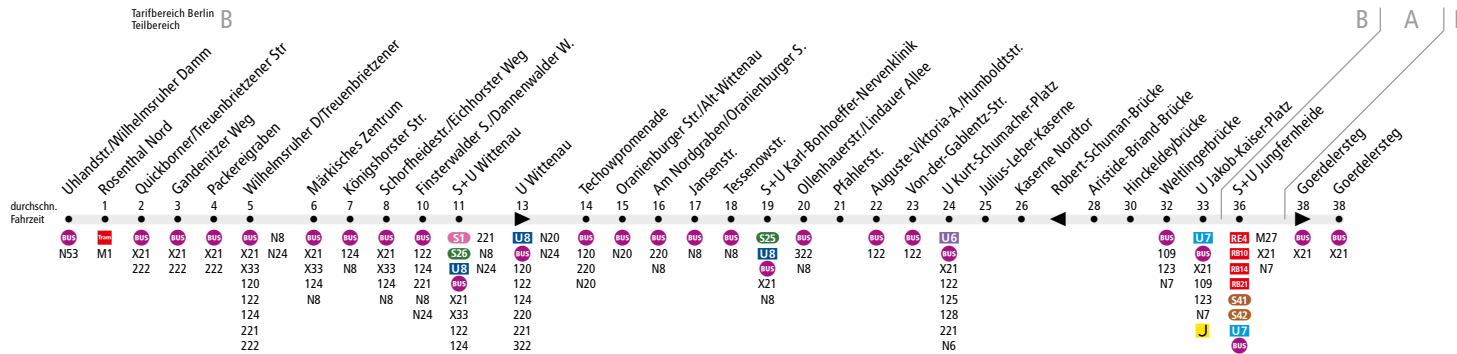 Tarifbereich Berlin
Teilbereich
B
B
A
Uhlandstr./Wilhelmsruher Damm
Rosenthal Nord
Quickborner/Treuenbrietzener Str
Gandenitzer Weg
Packereigraben
Wilhelmsruher D/Treuenbrietzener
Märkisches Zentrum
Königshorster Str.
Schorfheidestr./Eichhorster Weg
Finsterwalder S./Dannenwalder W.
S+U Wittenau
U Wittenau
Techowpromenade
Oranienburger Str./Alt-Wittenau
Am Nordgraben/Oranienburger S.
Jansenstr.
Tessenowstr.
S+U Karl-Bonhoeffer-Nervenklinik
Ollenhauerstr./Lindauer Allee
Pfahlerstr.
Auguste-Viktoria-A./Humboldtstr.
Von-der-Gablentz-Str.
U Kurt-Schumacher-Platz
Julius-Leber-Kaserne
Kaserne Nordtor
Robert-Schuman-Brücke
Aristide-Briand-Brücke
Hinckeldeybrücke
Weltlingerbrücke
U Jakob-Kaiser-Platz
S+U Jungfernheide
Goerdelersteg
Goerdelersteg
durchschn.
Fahrzeit
1 2 3 4 5 6 7 8 10 11 13 14 15 16 17 18 19 20 21 22 23 24 25 26 28 30 32 33 36 38 38
BUS
N53
Tram
M1
BUS
X21
222
BUS
X21
222
BUS
X21
222
BUS
X21
X33
120
122
124
221
222
N8
N24
BUS
X21
X33
124
N8
BUS
124
N8
BUS
X21
X33
124
N8
BUS
122
124
221
N8
N24
S1
S26
U8
BUS
X21
X33
122
124
221
N8
N24
U8
BUS
120
122
124
220
221
322
N20
N24
BUS
120
220
N20
BUS
N20
BUS
220
N8
BUS
N8
BUS
N8
S25
U8
BUS
X21
N8
BUS
322
N8
BUS
122
BUS
122
U6
BUS
X21
122
125
128
221
N6
BUS
109
123
N7
U7
BUS
X21
109
123
N7
J
RE4
RB10
RB14
RB21
S41
S42
U7
BUS
M27
X21
N7
BUS
X21
BUS
X21